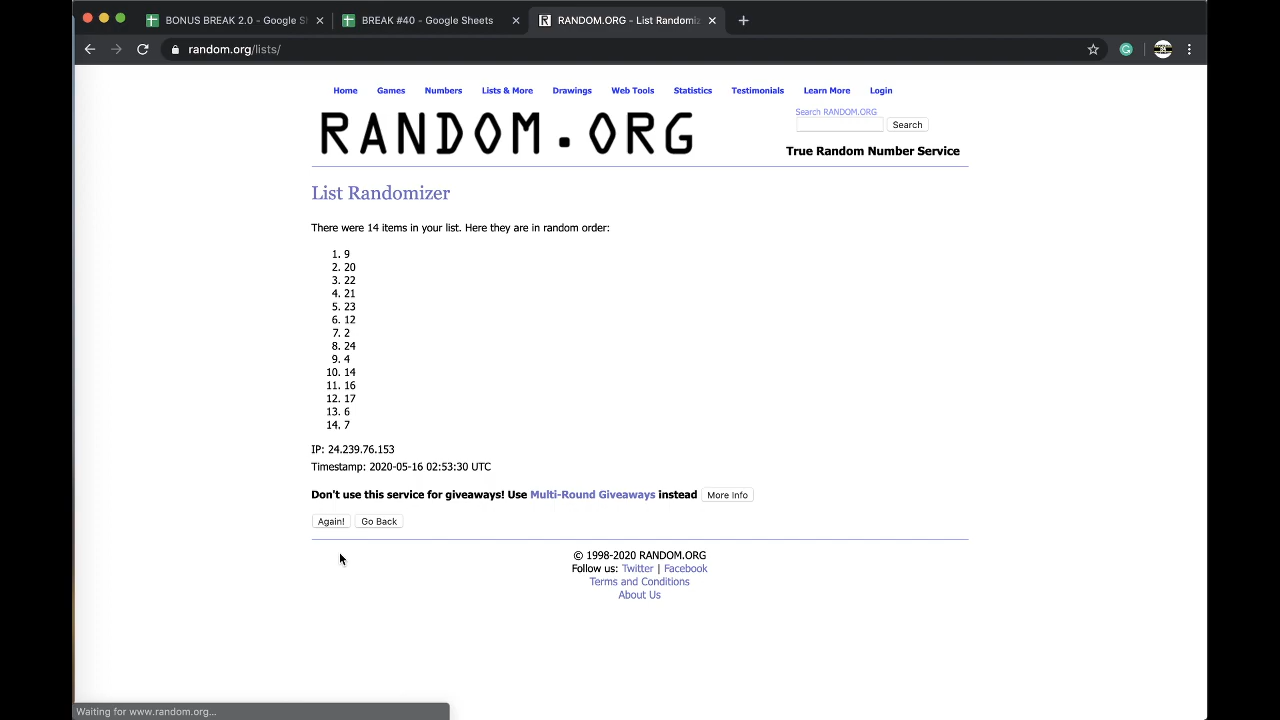 BONUS BREAK 2.0 - Google S
BREAK #40 - Google Sheets
RANDOM.ORG - List Randomiz
random.org/lists/
Home Games Numbers Lists & More Drawings Web Tools Statistics Testimonials Learn More Login
Search RANDOM.ORG
Search
RANDOM.ORG
True Random Number Service
List Randomizer
There were 14 items in your list. Here they are in random order:
1. 9
2. 20
3. 22
4. 21
5. 23
6. 12
7. 2
8. 24
9. 4
10. 14
11. 16
12. 17
13. 6
14. 7
IP: 24.239.76.153
Timestamp: 2020-05-16 02:53:30 UTC
Don't use this service for giveaways! Use Multi-Round Giveaways instead More Info
Again! Go Back
© 1998-2020 RANDOM.ORG
Follow us: Twitter | Facebook
Terms and Conditions
About Us
Waiting for www.random.org...